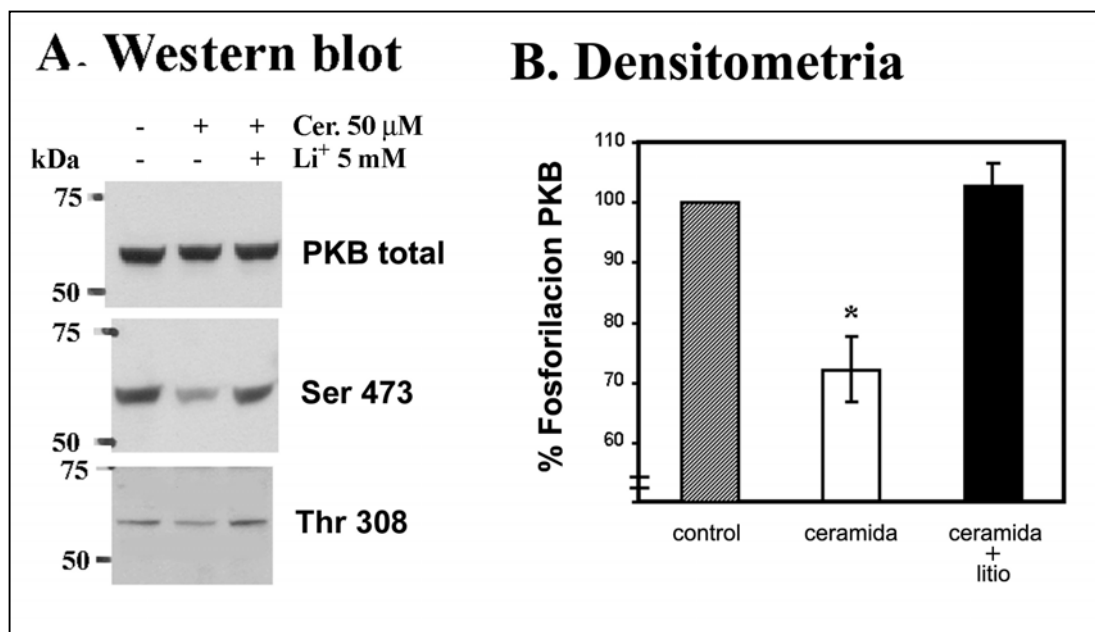 A. Western blot
- + + Cer. 50 µM
kDa - - + Li+ 5 mM
75
PKB total
50
75
Ser 473
50
75
Thr 308
50
B. Densitometria
% Fosforilacion PKB
110
100
90
80
70
60
*
control ceramida ceramida
+
litio